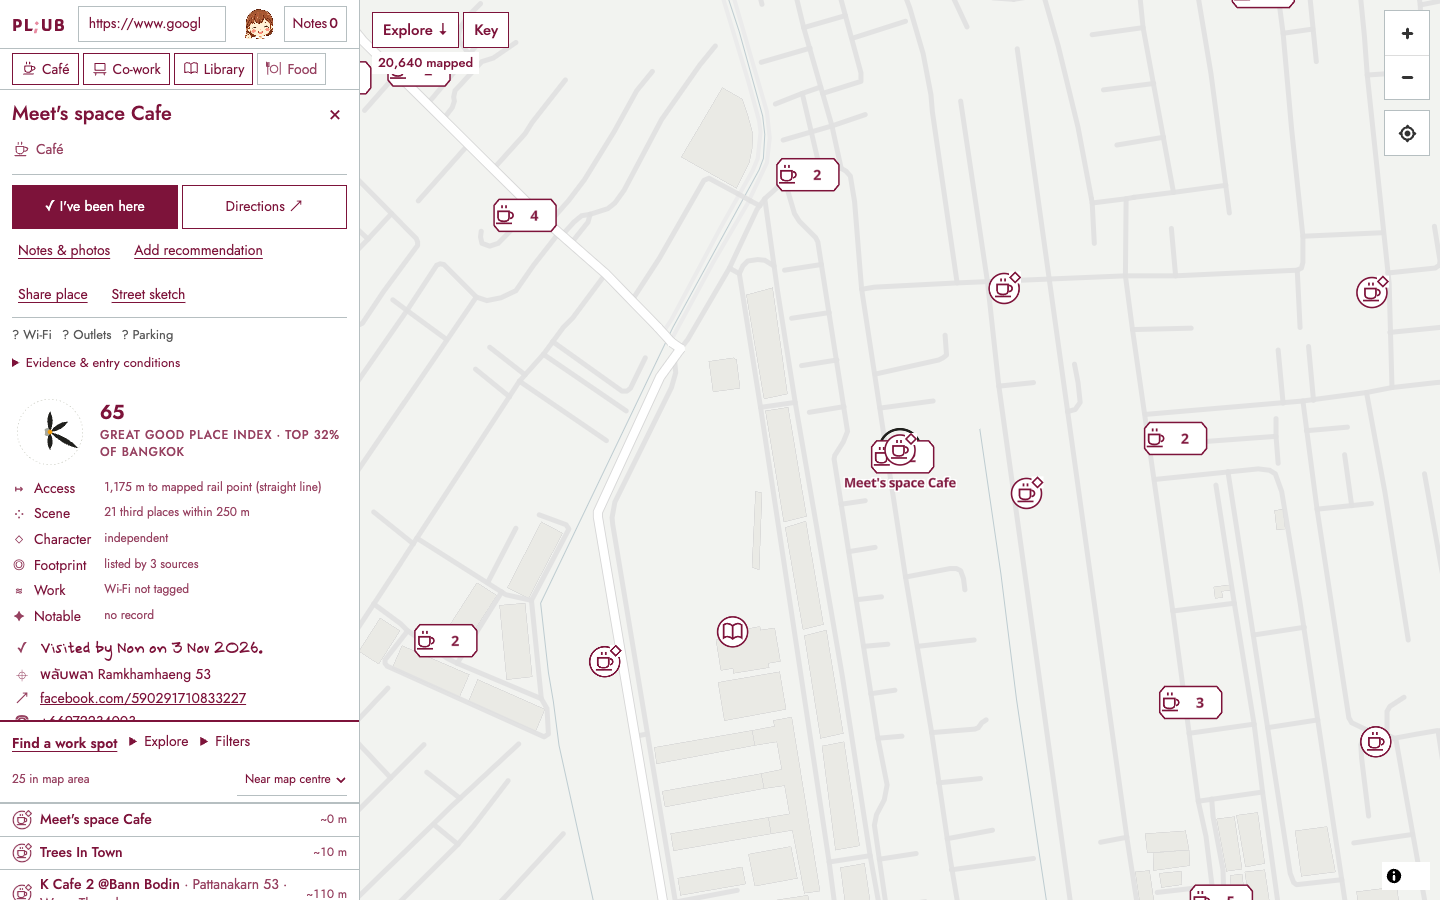 PL:UB
https://www.googl
Notes 0
Café
Co-work
Library
Food
Meet's space Cafe
×
Café
✓ I've been here
Directions ↗
Notes & photos
Add recommendation
Share place
Street sketch
? Wi-Fi ? Outlets ? Parking
▶ Evidence & entry conditions
65
GREAT GOOD PLACE INDEX · TOP 32%
OF BANGKOK
Access 1,175 m to mapped rail point (straight line)
Scene 21 third places within 250 m
Character independent
Footprint listed by 3 sources
Work Wi-Fi not tagged
Notable no record
Visited by Non on 3 Nov 2026.
พลับพลา Ramkhamhaeng 53
facebook.com/590291710833227
Find a work spot ▶ Explore ▶ Filters
25 in map area
Near map centre
Meet's space Cafe ~0 m
Trees In Town ~10 m
K Cafe 2 @Bann Bodin · Pattanakarn 53 ·
~110 m
Explore ↓
Key
20,640 mapped
+
−
2
4
2
Meet's space Cafe
2
3